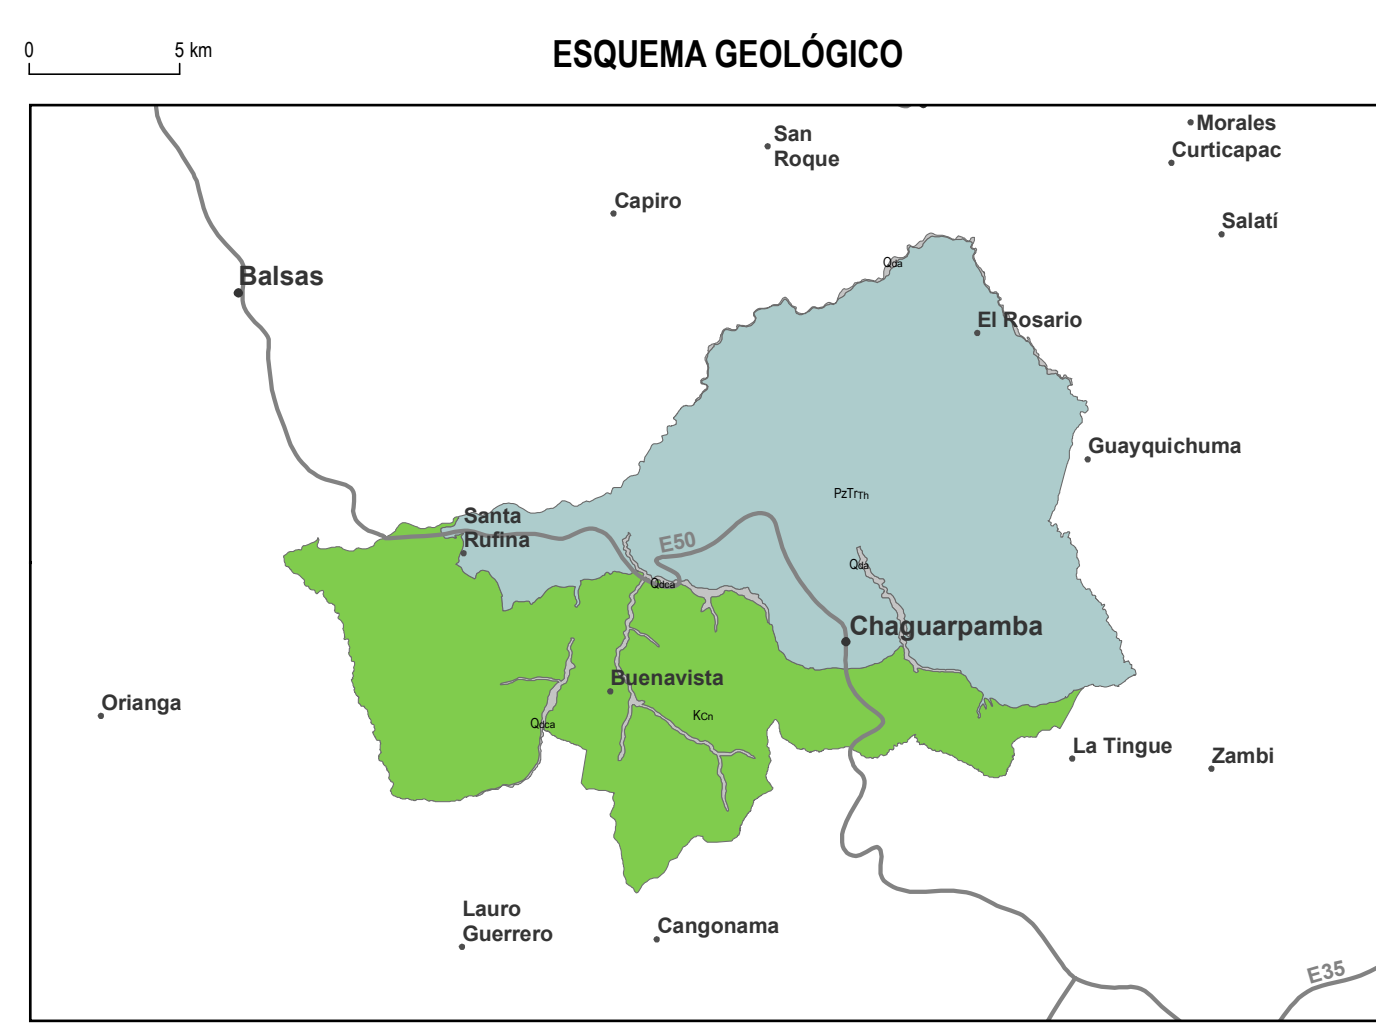 0 5 km
ESQUEMA GEOLÓGICO
Morales
San
Roque
Curticapac
Capiro
Salatí
Qda
Balsas
El Rosario
Guayquichuma
PzTrTh
Santa
Rufina
E50
Qda
Qdca
Chaguarpamba
Buenavista
Orianga
KCn
Qdca
La Tingue
Zambi
Lauro
Guerrero
Cangonama
E35